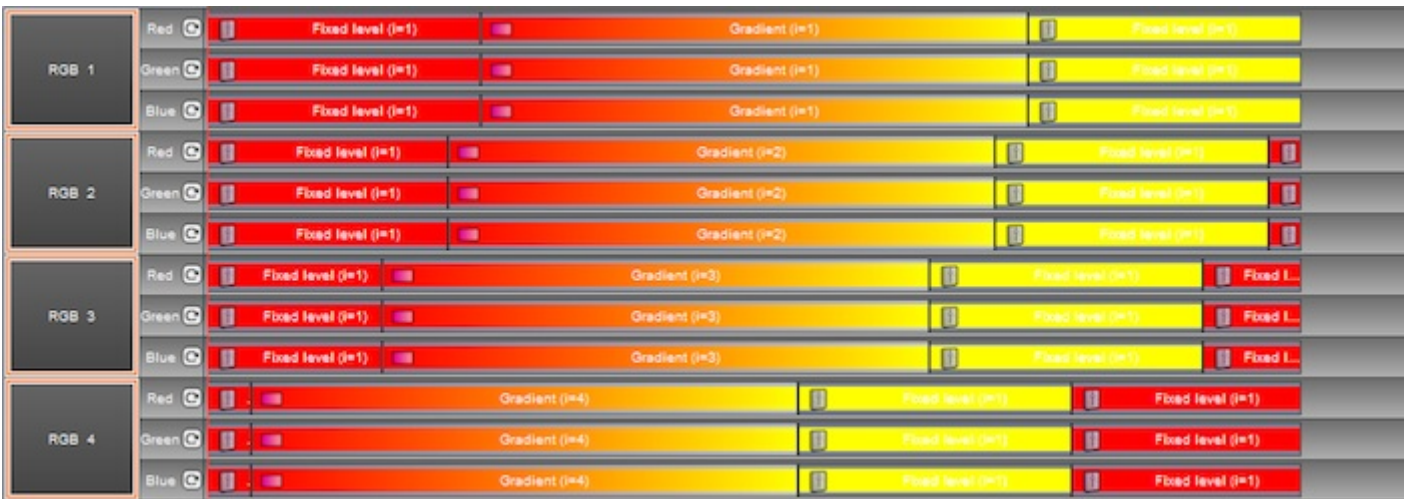 Red Fixed level (i=1) Gradient (i=1) Fixed level (i=1)
RGB 1 Green Fixed level (i=1) Gradient (i=1) Fixed level (i=1)
Blue Fixed level (i=1) Gradient (i=1) Fixed level (i=1)
Red Fixed level (i=1) Gradient (i=2) Fixed level (i=1)
RGB 2 Green Fixed level (i=1) Gradient (i=2) Fixed level (i=1)
Blue Fixed level (i=1) Gradient (i=2) Fixed level (i=1)
Red Fixed level (i=1) Gradient (i=3) Fixed level (i=1) Fixed l...
RGB 3 Green Fixed level (i=1) Gradient (i=3) Fixed level (i=1) Fixed l...
Blue Fixed level (i=1) Gradient (i=3) Fixed level (i=1) Fixed l...
Red . Gradient (i=4) Fixed level (i=1) Fixed level (i=1)
RGB 4 Green . Gradient (i=4) Fixed level (i=1) Fixed level (i=1)
Blue . Gradient (i=4) Fixed level (i=1) Fixed level (i=1)